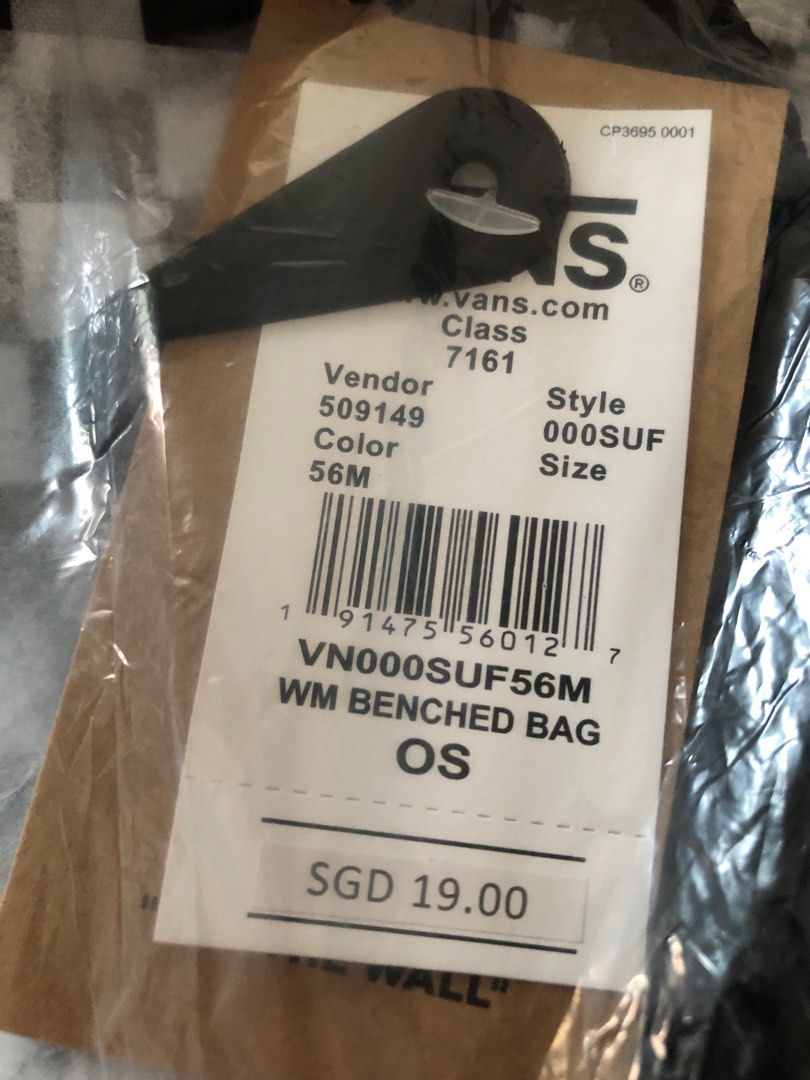 CP3695 0001
NS®
w.vans.com
Class
7161
Vendor
509149
Style
000SUF
Color
56M
Size
1 91475 56012 7
VN000SUF56M
WM BENCHED BAG
OS
SGD 19.00
WALL"